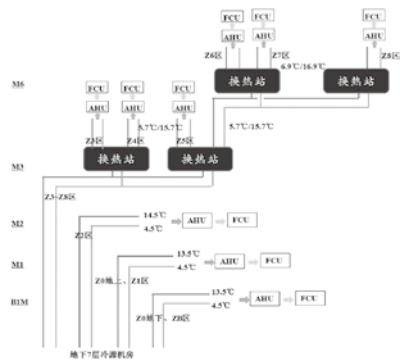 FCU FCU
AHU AHU
Z6区 Z7区 Z8区
6.9℃/16.9℃
换热站 换热站
M6
FCU FCU FCU
AHU AHU AHU
5.7℃/15.7℃ 5.7℃/15.7℃
Z3区 Z4区 Z5区
换热站 换热站
M3
Z3~Z8区
M2
14.5℃ AHU FCU
4.5℃
Z2区
M1
13.5℃ AHU FCU
4.5℃
Z0地上、Z1区
B1M
13.5℃ AHU FCU
4.5℃
Z0地下、ZB区
地下7层冷源机房